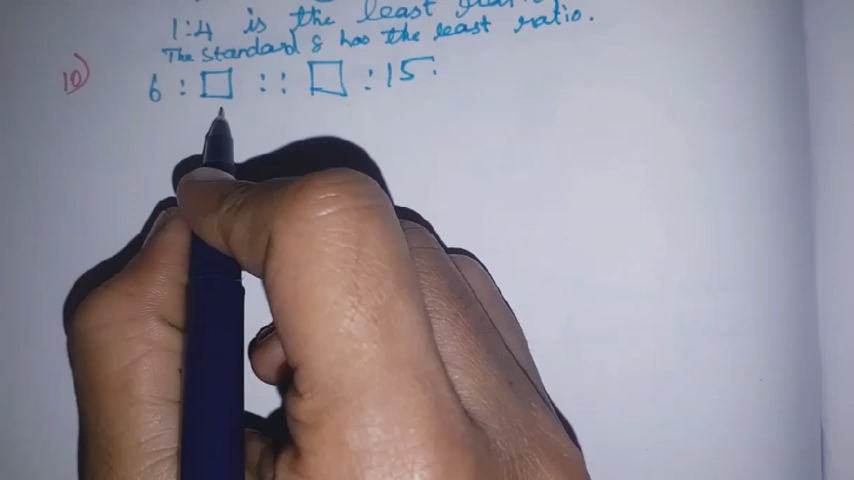 1:4 is the least
The Standard 8 has the least ratio.
10) 6 : □ :: □ : 15